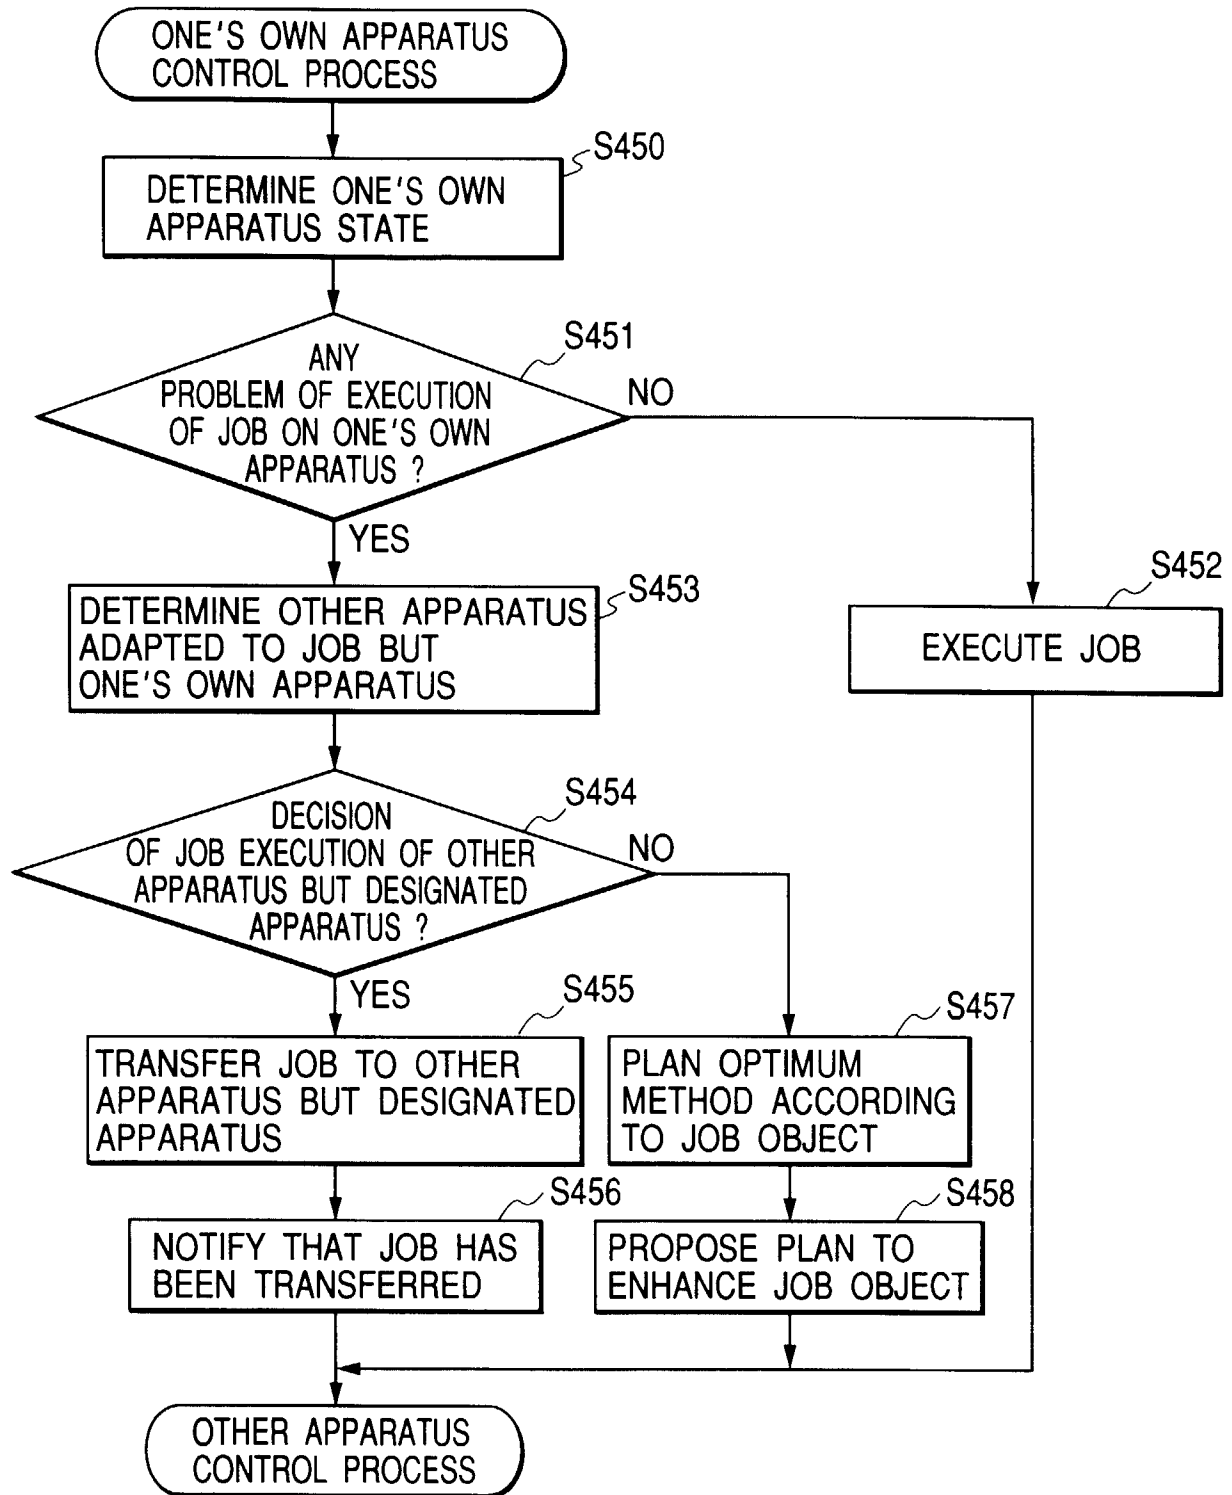 ONE'S OWN APPARATUS
CONTROL PROCESS
S450
DETERMINE ONE'S OWN
APPARATUS STATE
S451
ANY
PROBLEM OF EXECUTION
OF JOB ON ONE'S OWN
APPARATUS ?
NO
YES
S452
EXECUTE JOB
S453
DETERMINE OTHER APPARATUS
ADAPTED TO JOB BUT
ONE'S OWN APPARATUS
S454
DECISION
OF JOB EXECUTION OF OTHER
APPARATUS BUT DESIGNATED
APPARATUS ?
NO
YES
S455
TRANSFER JOB TO OTHER
APPARATUS BUT DESIGNATED
APPARATUS
S457
PLAN OPTIMUM
METHOD ACCORDING
TO JOB OBJECT
S456
NOTIFY THAT JOB HAS
BEEN TRANSFERRED
S458
PROPOSE PLAN TO
ENHANCE JOB OBJECT
OTHER APPARATUS
CONTROL PROCESS